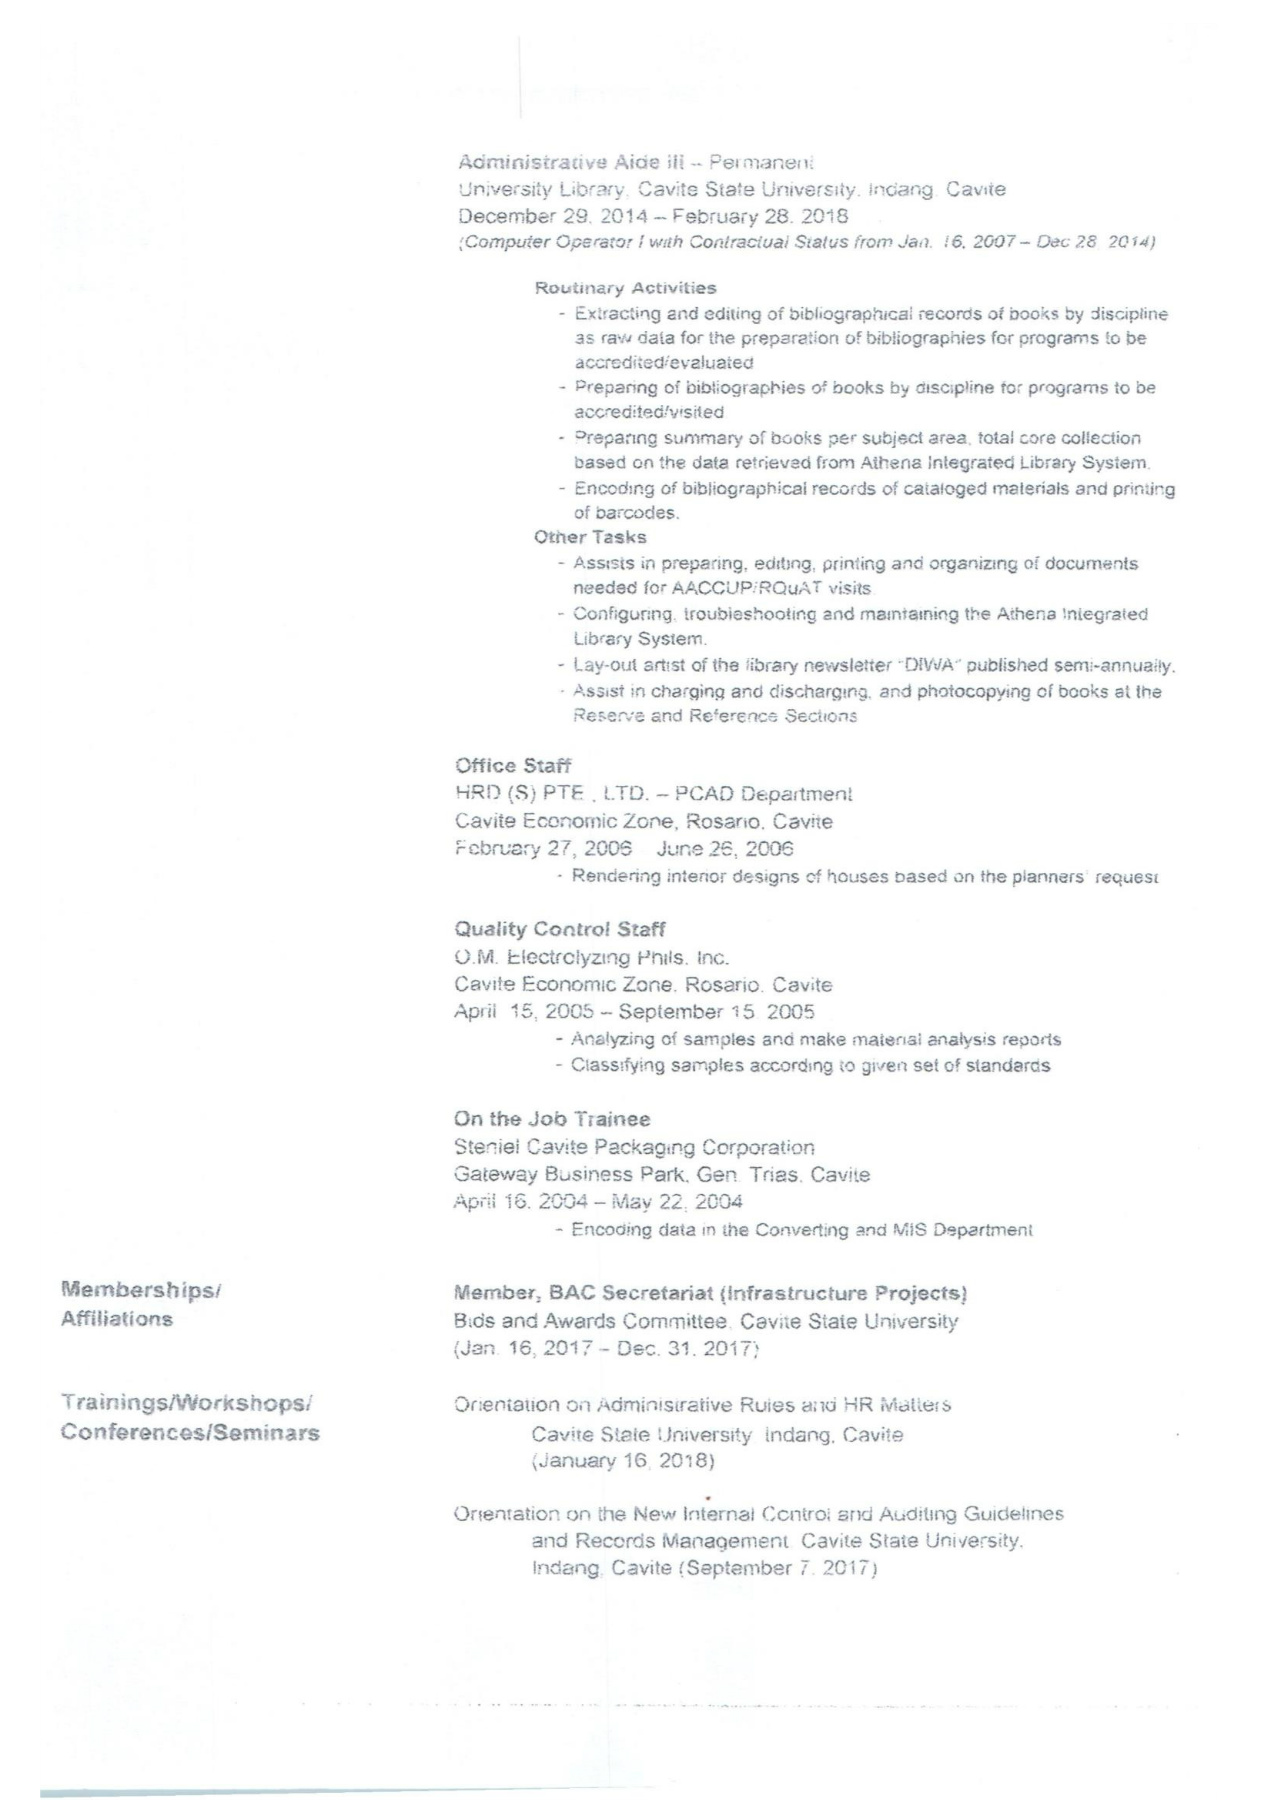 Administrative Aide III – Permanent
University Library, Cavite State University, Indang, Cavite
December 29, 2014 – February 28, 2018
(Computer Operator I with Contractual Status from Jan. 16, 2007 – Dec 28, 2014)
Routinary Activities
- Extracting and editing of bibliographical records of books by discipline
as raw data for the preparation of bibliographies for programs to be
accredited/evaluated
- Preparing of bibliographies of books by discipline for programs to be
accredited/visited
- Preparing summary of books per subject area, total core collection
based on the data retrieved from Athena Integrated Library System.
- Encoding of bibliographical records of cataloged materials and printing
of barcodes.
Other Tasks
- Assists in preparing, editing, printing and organizing of documents
needed for AACCUP/RQuAT visits
- Configuring, troubleshooting and maintaining the Athena Integrated
Library System.
- Lay-out artist of the library newsletter "DIWA" published semi-annually.
- Assist in charging and discharging, and photocopying of books at the
Reserve and Reference Sections
Office Staff
HRD (S) PTE., LTD. – PCAD Department
Cavite Economic Zone, Rosario, Cavite
February 27, 2006 June 26, 2006
- Rendering interior designs of houses based on the planners' request
Quality Control Staff
O.M. Electrolyzing Phils. Inc.
Cavite Economic Zone, Rosario, Cavite
April 15, 2005 – September 15, 2005
- Analyzing of samples and make material analysis reports
- Classifying samples according to given set of standards
On the Job Trainee
Steniel Cavite Packaging Corporation
Gateway Business Park, Gen. Trias, Cavite
April 16, 2004 – May 22, 2004
- Encoding data in the Converting and MIS Department
Memberships/
Affiliations
Member, BAC Secretariat (Infrastructure Projects)
Bids and Awards Committee, Cavite State University
(Jan. 16, 2017 – Dec. 31, 2017)
Trainings/Workshops/
Conferences/Seminars
Orientation on Administrative Rules and HR Matters
Cavite State University, Indang, Cavite
(January 16, 2018)
Orientation on the New Internal Control and Auditing Guidelines
and Records Management, Cavite State University,
Indang, Cavite (September 7, 2017)